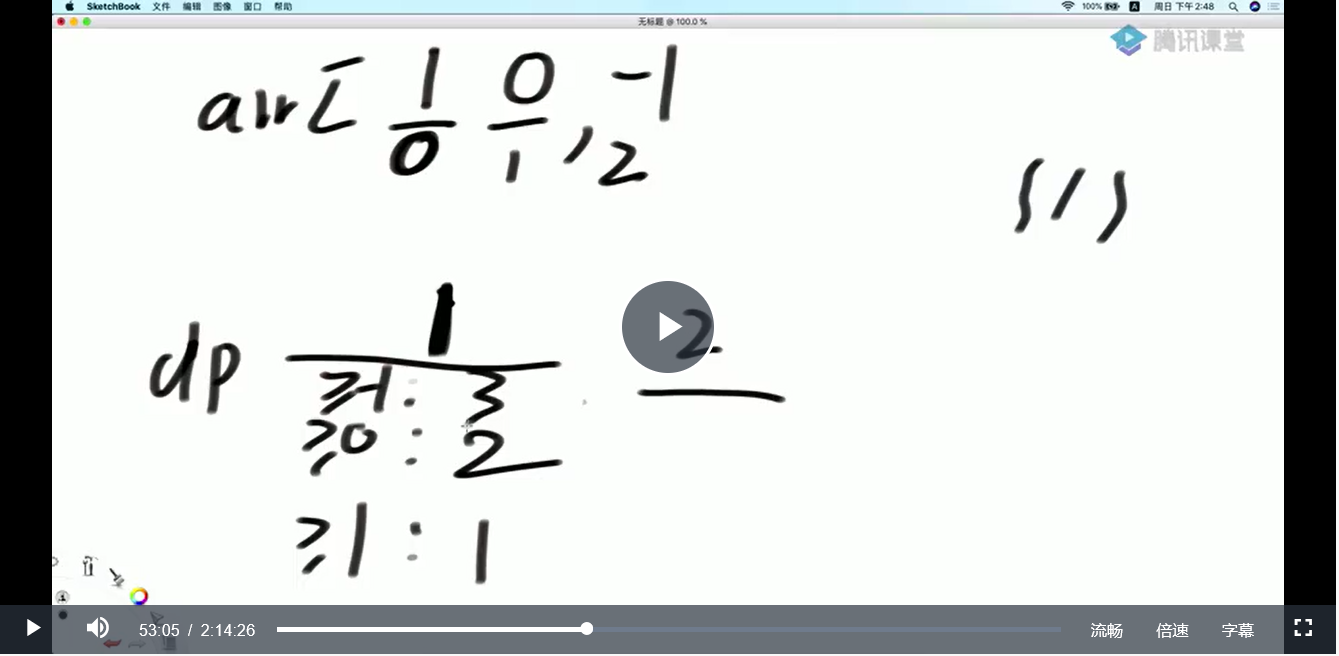 SketchBook 文件 编辑 图像 窗口 帮助 100% A 周日 下午2:48
无标题 @ 100.0 %
腾讯课堂
arr[ 1 0 -1
0 1 , 2
{1}
dp 1 2
≥-1 : 3
≥0 : 2
≥1 : 1
53:05 / 2:14:26 流畅 倍速 字幕